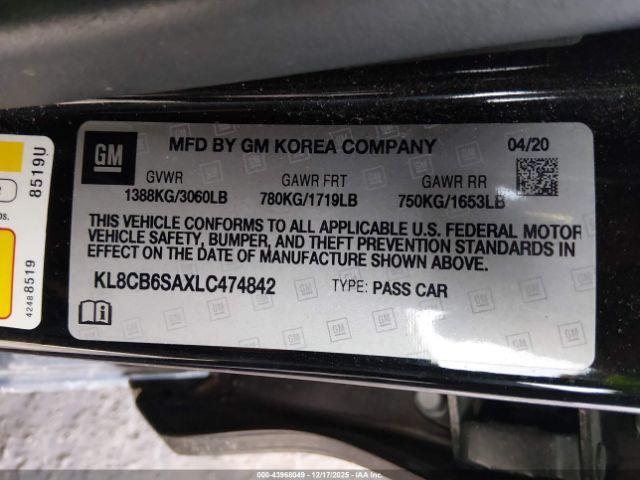 GM
MFD BY GM KOREA COMPANY
04/20
GVWR GAWR FRT GAWR RR
1388KG/3060LB 780KG/1719LB 750KG/1653LB
THIS VEHICLE CONFORMS TO ALL APPLICABLE U.S. FEDERAL MOTOR
VEHICLE SAFETY, BUMPER, AND THEFT PREVENTION STANDARDS IN
EFFECT ON THE DATE OF MANUFACTURE SHOWN ABOVE.
KL8CB6SAXLC474842 TYPE: PASS CAR
8519U
42488519
000-43968049 | 12/17/2025 - IAA